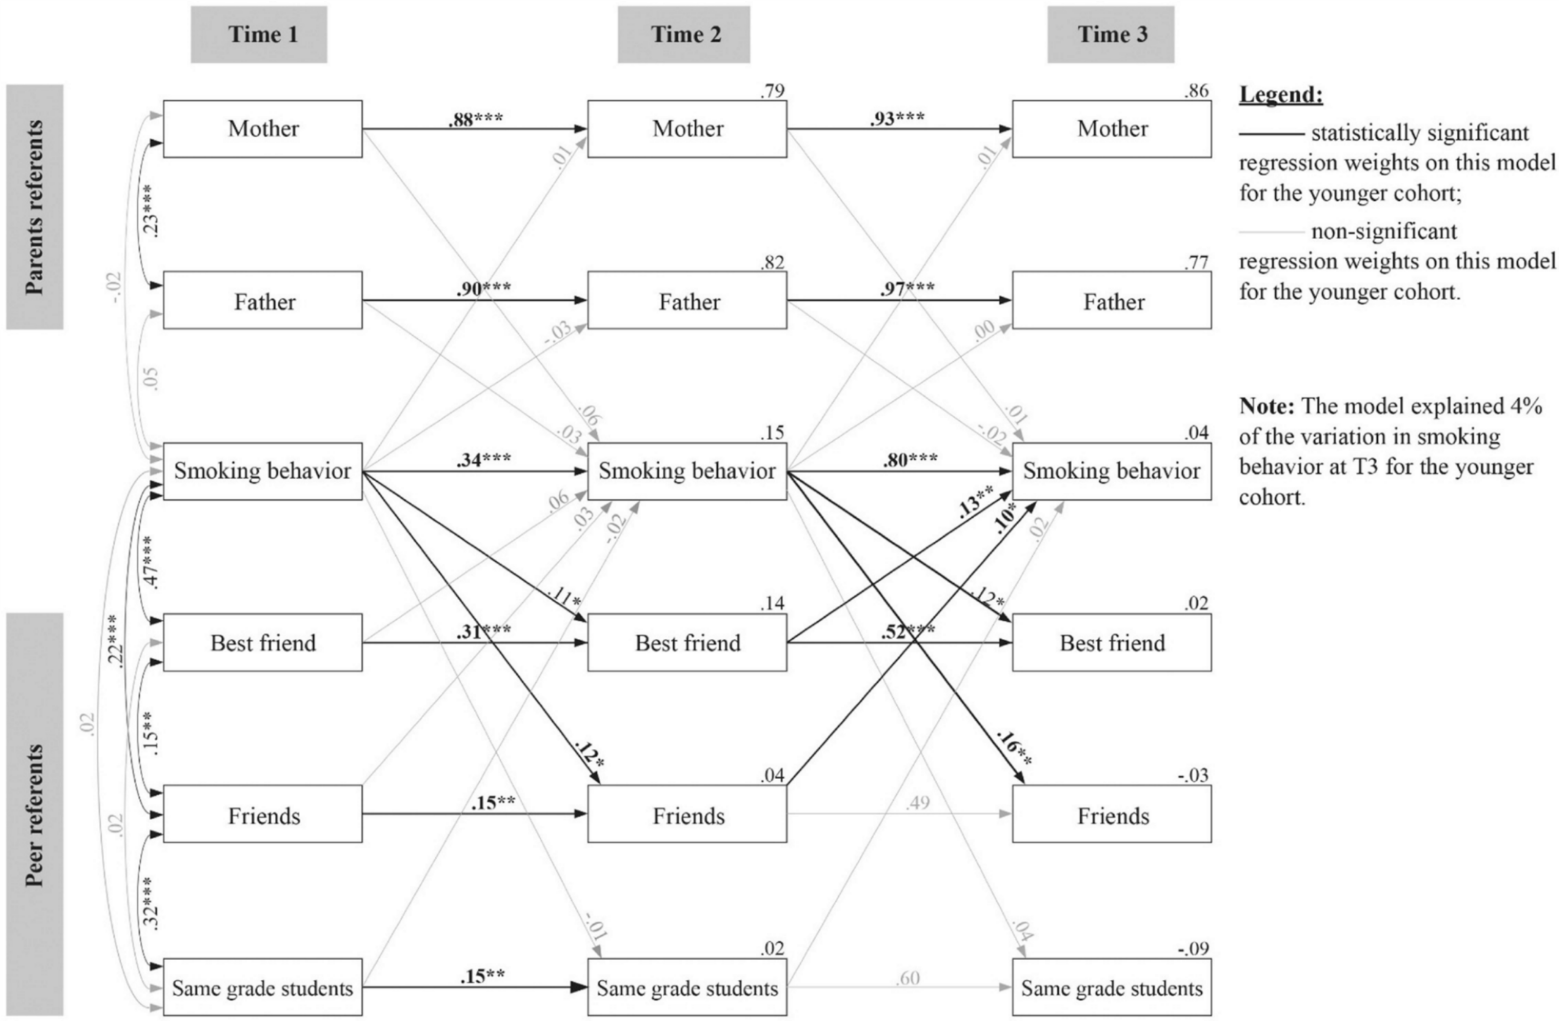 Time 1
Time 2
Time 3
Parents referents
Peer referents
Mother
.88***
.79
Mother
.93***
.86
Mother
.01
.01
.23***
-.02
Father
.90***
.82
Father
.97***
.77
Father
-.03
.00
.05
.06
.03
.01
-.02
Smoking behavior
.34***
.15
Smoking behavior
.80***
.04
Smoking behavior
.06
.03
-.02
.13**
.10*
.02
.47***
.22***
.11*
.12*
Best friend
.31***
.14
Best friend
.52***
.02
Best friend
.02
.15**
.12*
.16**
.02
Friends
.15**
.04
Friends
.49
-.03
Friends
.32***
-.01
.04
Same grade students
.15**
.02
Same grade students
.60
-.09
Same grade students
Legend:
statistically significant
regression weights on this model
for the younger cohort;
non-significant
regression weights on this model
for the younger cohort.
Note: The model explained 4%
of the variation in smoking
behavior at T3 for the younger
cohort.